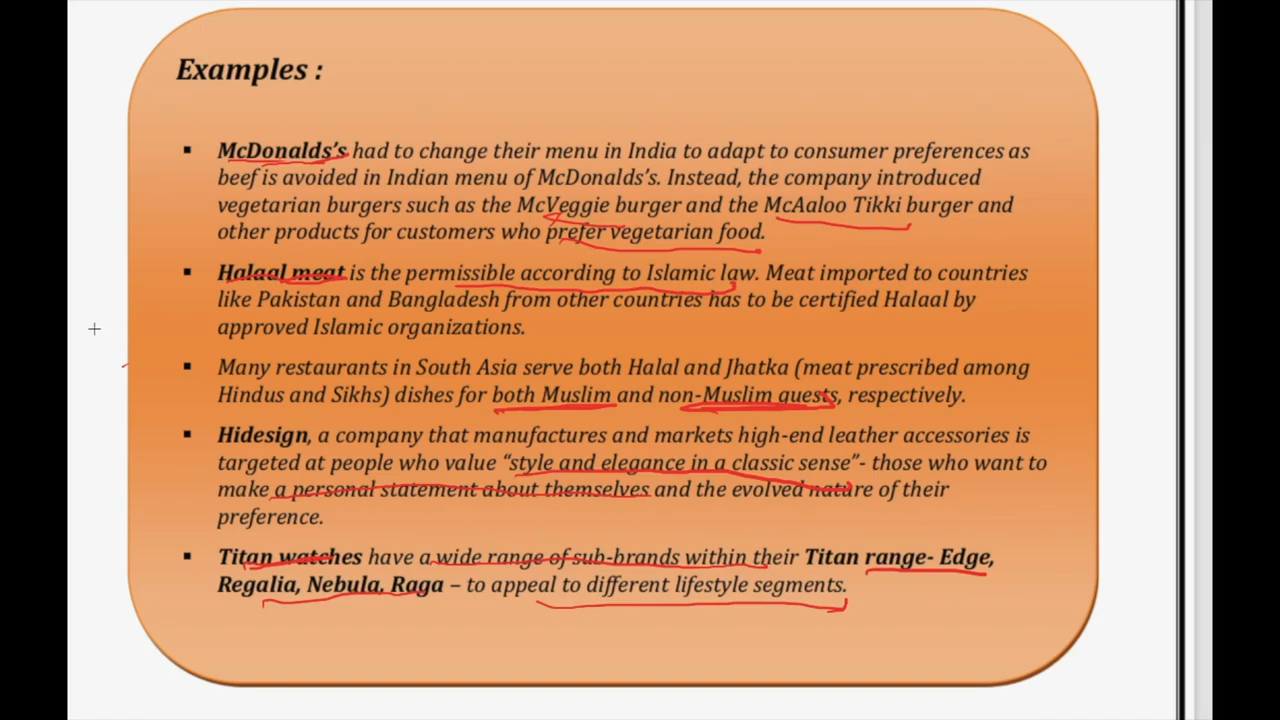 Examples :
▪ McDonalds's had to change their menu in India to adapt to consumer preferences as
beef is avoided in Indian menu of McDonalds's. Instead, the company introduced
vegetarian burgers such as the McVeggie burger and the McAaloo Tikki burger and
other products for customers who prefer vegetarian food.
▪ Halaal meat is the permissible according to Islamic law. Meat imported to countries
like Pakistan and Bangladesh from other countries has to be certified Halaal by
approved Islamic organizations.
▪ Many restaurants in South Asia serve both Halal and Jhatka (meat prescribed among
Hindus and Sikhs) dishes for both Muslim and non-Muslim guests, respectively.
▪ Hidesign, a company that manufactures and markets high-end leather accessories is
targeted at people who value “style and elegance in a classic sense”- those who want to
make a personal statement about themselves and the evolved nature of their
preference.
▪ Titan watches have a wide range of sub-brands within their Titan range- Edge,
Regalia, Nebula, Raga – to appeal to different lifestyle segments.